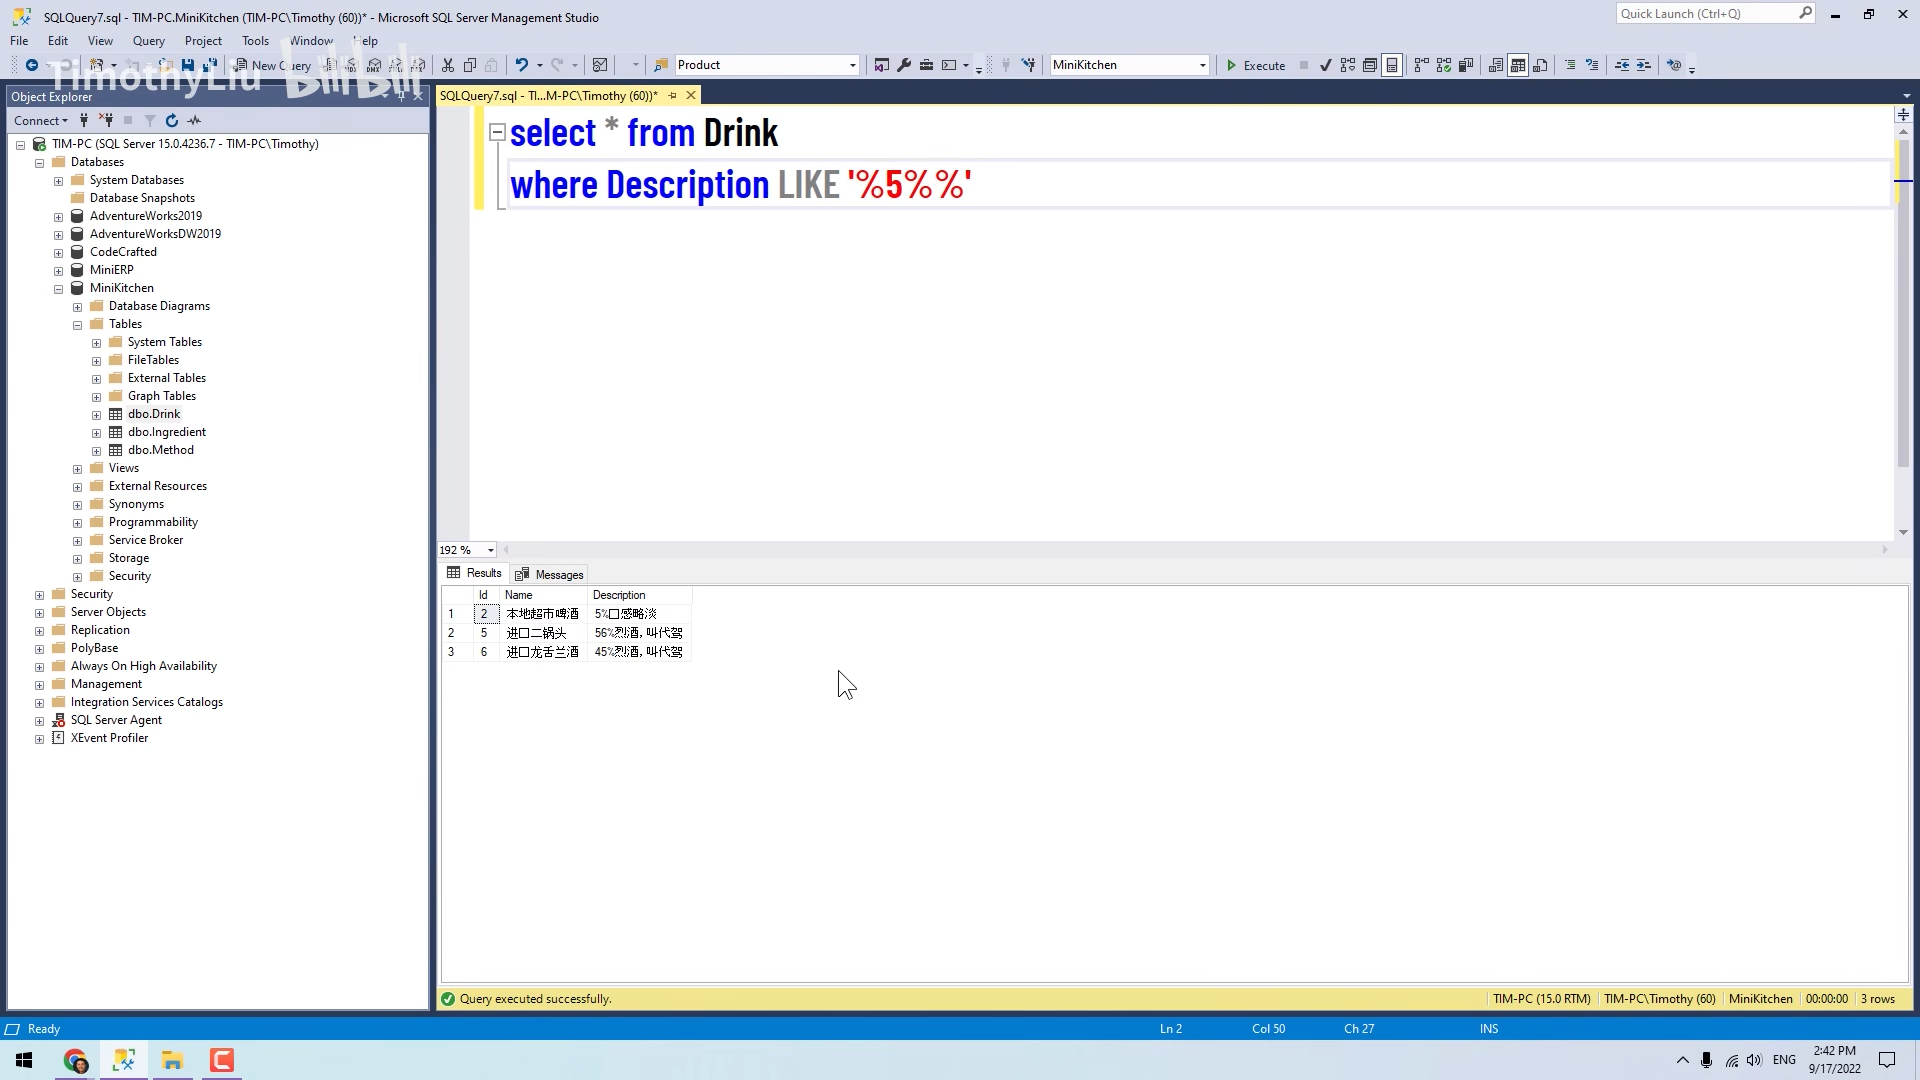 SQLQuery7.sql - TIM-PC.MiniKitchen (TIM-PC\Timothy (60))* - Microsoft SQL Server Management Studio
Quick Launch (Ctrl+Q)
File Edit View Query Project Tools Window Help
New Query
Product
MiniKitchen
Execute
TimothyLiu bilibili
Object Explorer
SQLQuery7.sql - TI...M-PC\Timothy (60))*
Connect
TIM-PC (SQL Server 15.0.4236.7 - TIM-PC\Timothy)
Databases
System Databases
Database Snapshots
AdventureWorks2019
AdventureWorksDW2019
CodeCrafted
MiniERP
MiniKitchen
Database Diagrams
Tables
System Tables
FileTables
External Tables
Graph Tables
dbo.Drink
dbo.Ingredient
dbo.Method
Views
External Resources
Synonyms
Programmability
Service Broker
Storage
Security
Security
Server Objects
Replication
PolyBase
Always On High Availability
Management
Integration Services Catalogs
SQL Server Agent
XEvent Profiler
select * from Drink
where Description LIKE '%5%%'
192 %
Results Messages
Id Name Description
1 2 本地超市啤酒 5%口感略淡
2 5 进口二锅头 56%烈酒，叫代驾
3 6 进口龙舌兰酒 45%烈酒，叫代驾
Query executed successfully.
TIM-PC (15.0 RTM) TIM-PC\Timothy (60) MiniKitchen 00:00:00 3 rows
Ready
Ln 2 Col 50 Ch 27 INS
ENG
2:42 PM
9/17/2022